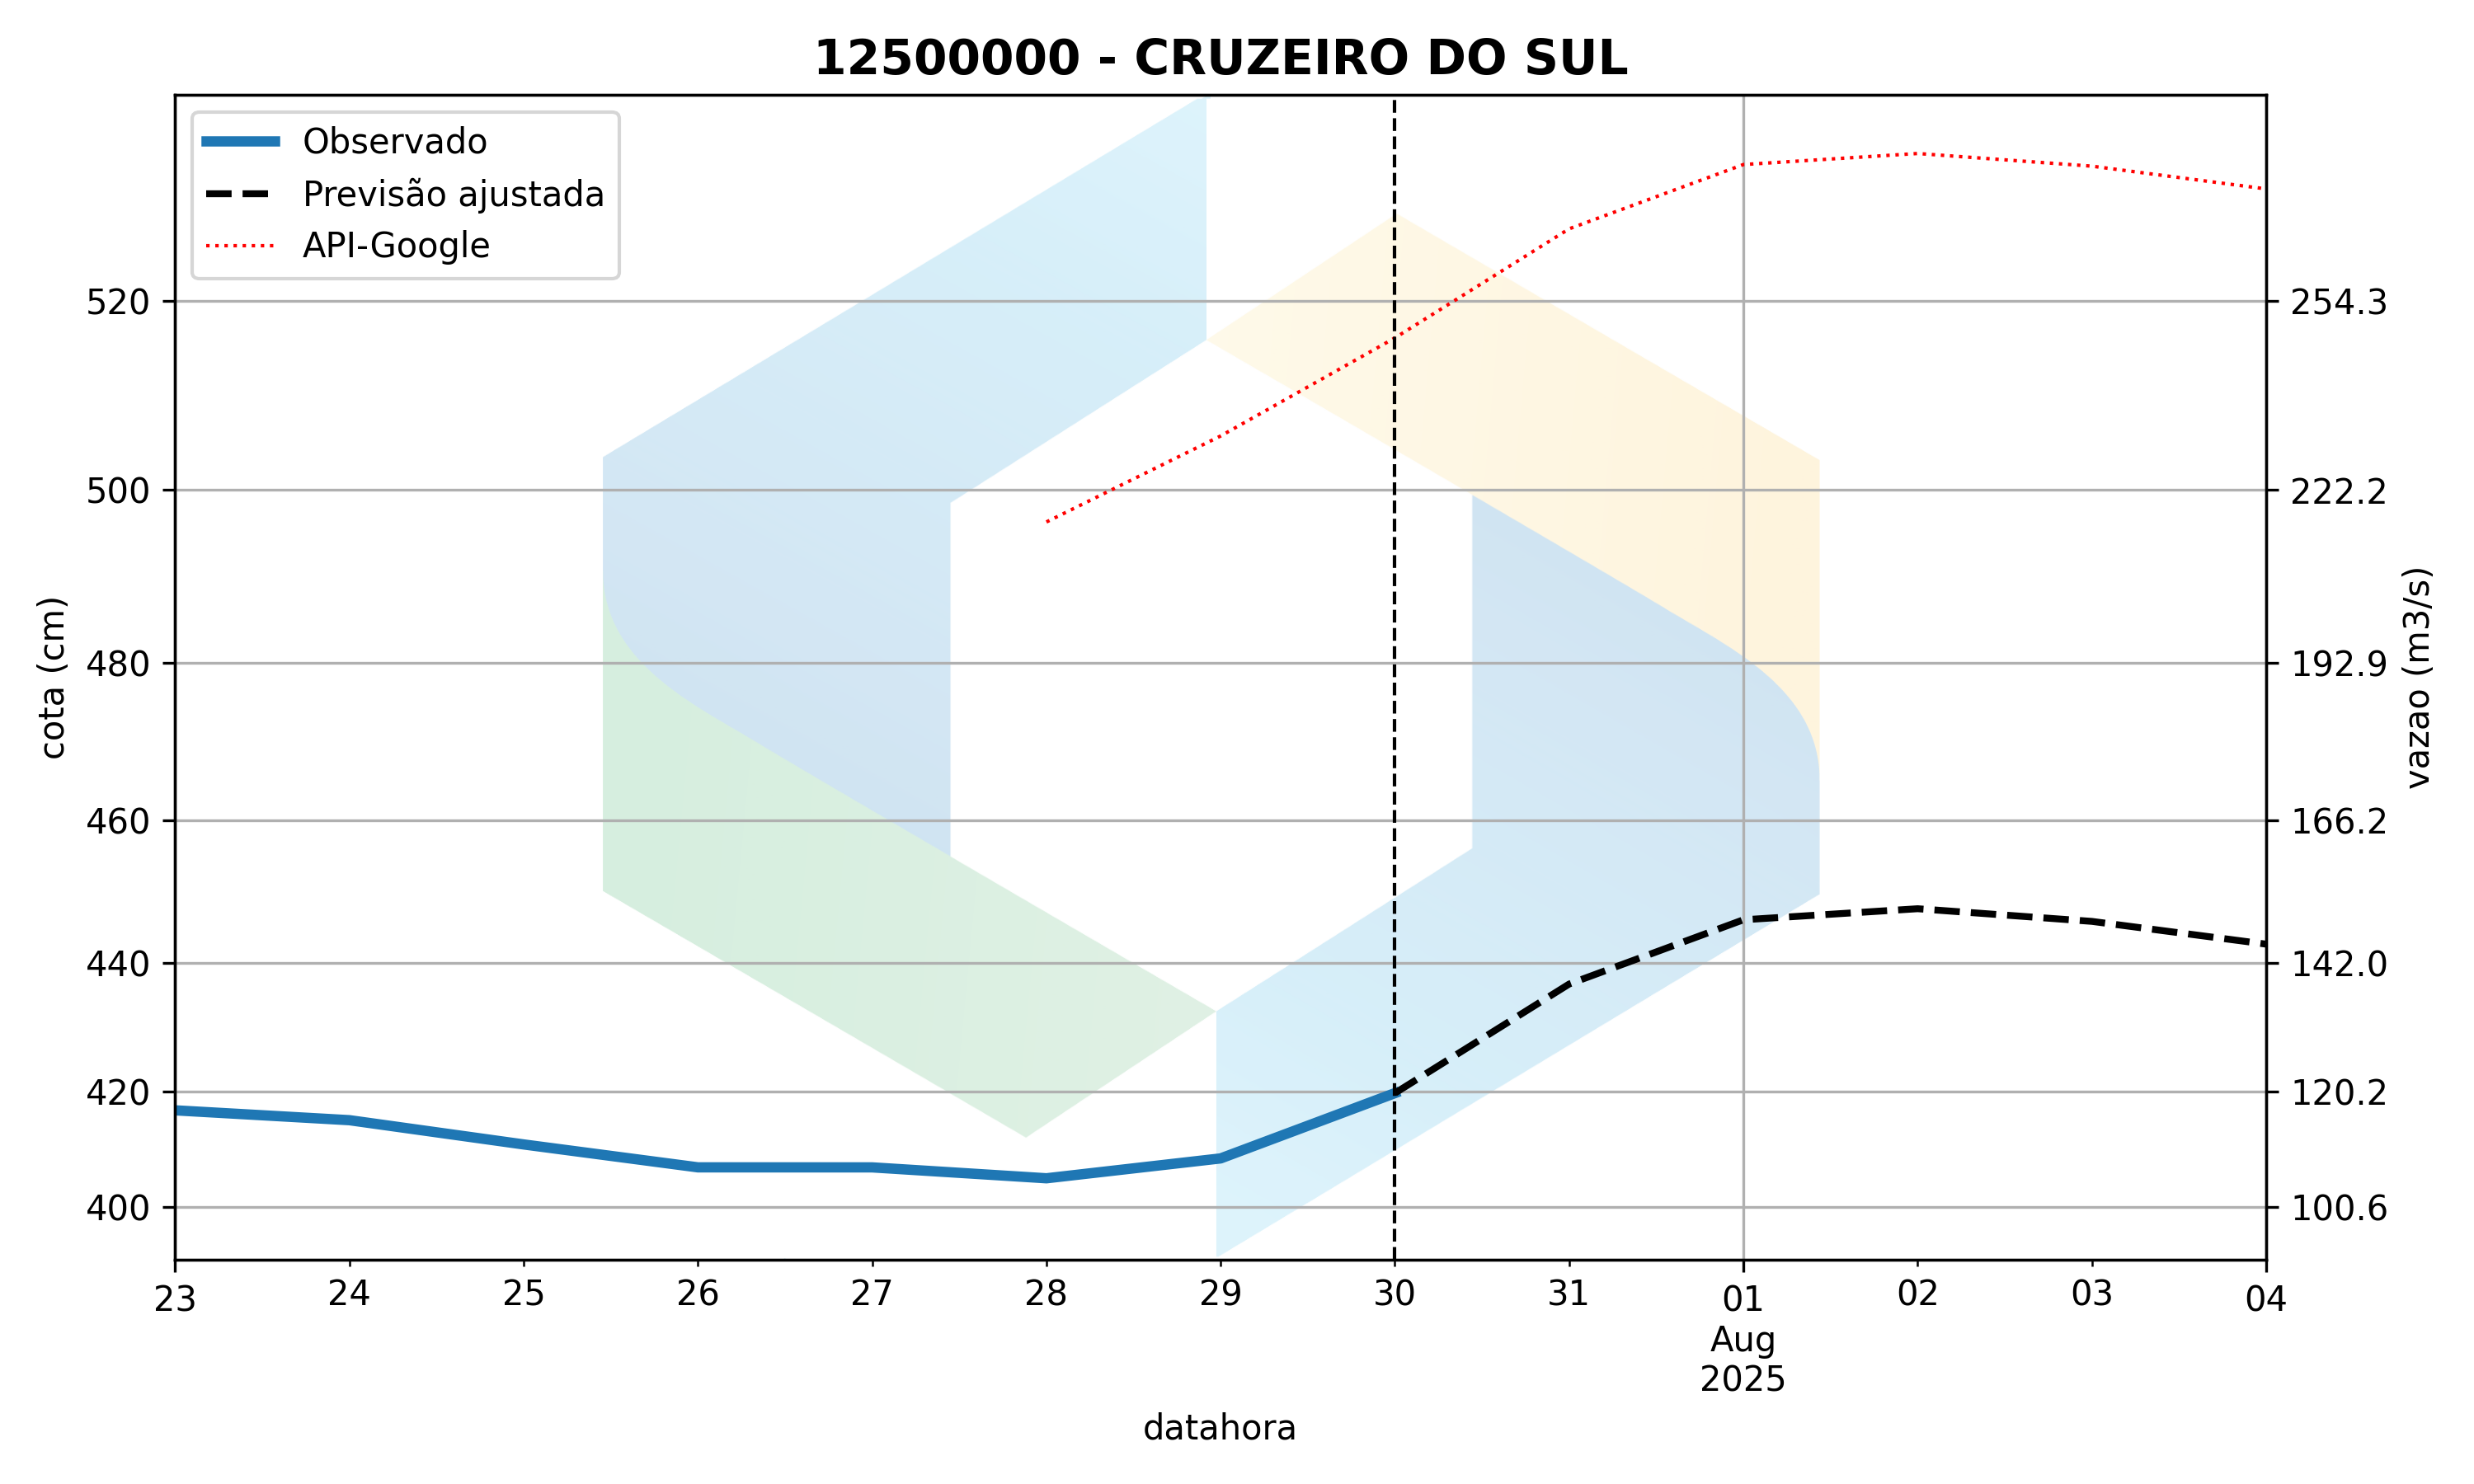 12500000 - CRUZEIRO DO SUL
Observado
Previsão ajustada
API-Google
520
500
480
460
440
420
400
cota (cm)
254.3
222.2
192.9
166.2
142.0
120.2
100.6
vazao (m3/s)
23 24 25 26 27 28 29 30 31 01 02 03 04
Aug
2025
datahora